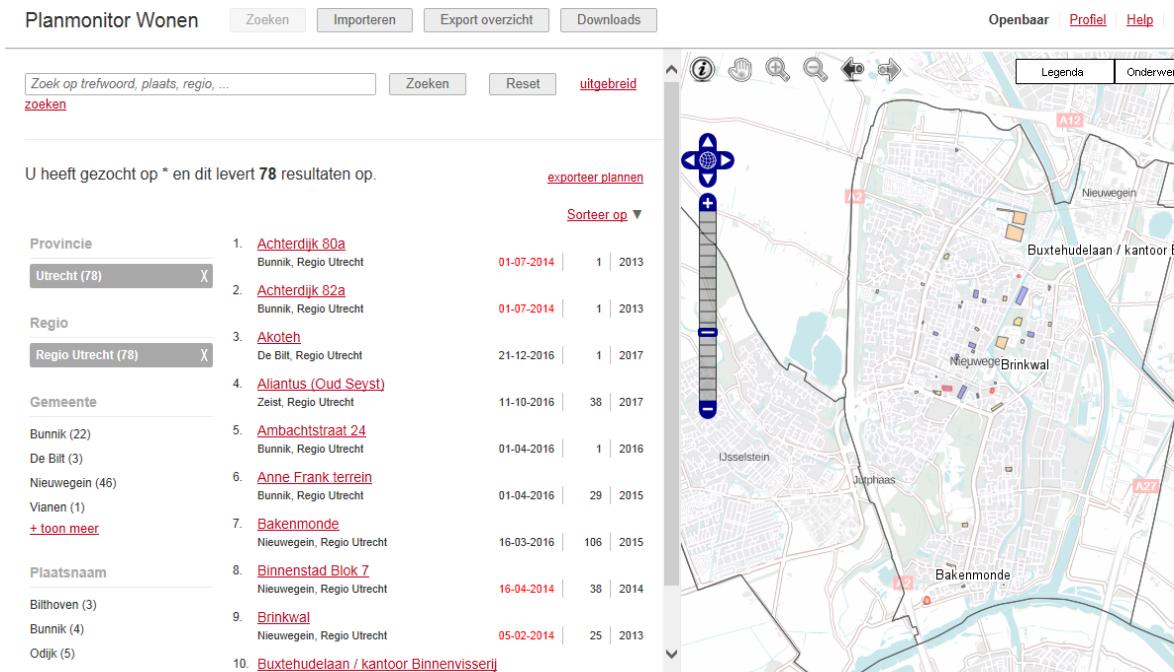 Planmonitor Wonen
Zoeken
Importeren
Export overzicht
Downloads
Openbaar
Profiel
Help
Zoek op trefwoord, plaats, regio, ...
Zoeken
Reset
uitgebreid
zoeken
U heeft gezocht op * en dit levert 78 resultaten op.
exporteer plannen
Sorteer op ▼
Provincie
Utrecht (78) X
Regio
Regio Utrecht (78) X
Gemeente
Bunnik (22)
De Bilt (3)
Nieuwegein (46)
Vianen (1)
+ toon meer
Plaatsnaam
Bilthoven (3)
Bunnik (4)
Odijk (5)
1. Achterdijk 80a
Bunnik, Regio Utrecht 01-07-2014 1 2013
2. Achterdijk 82a
Bunnik, Regio Utrecht 01-07-2014 1 2013
3. Akoteh
De Bilt, Regio Utrecht 21-12-2016 1 2017
4. Aliantus (Oud Seyst)
Zeist, Regio Utrecht 11-10-2016 38 2017
5. Ambachtstraat 24
Bunnik, Regio Utrecht 01-04-2016 1 2016
6. Anne Frank terrein
Bunnik, Regio Utrecht 01-04-2016 29 2015
7. Bakenmonde
Nieuwegein, Regio Utrecht 16-03-2016 106 2015
8. Binnenstad Blok 7
Nieuwegein, Regio Utrecht 16-04-2014 38 2014
9. Brinkwal
Nieuwegein, Regio Utrecht 05-02-2014 25 2013
10. Buxtehudelaan / kantoor Binnenvisserij
Legenda
Onderwer
A12
A2
Nieuwegein
Buxtehudelaan / kantoor B
Nieuwege
Brinkwal
IJsselstein
Jutphaas
A27
A2
Bakenmonde